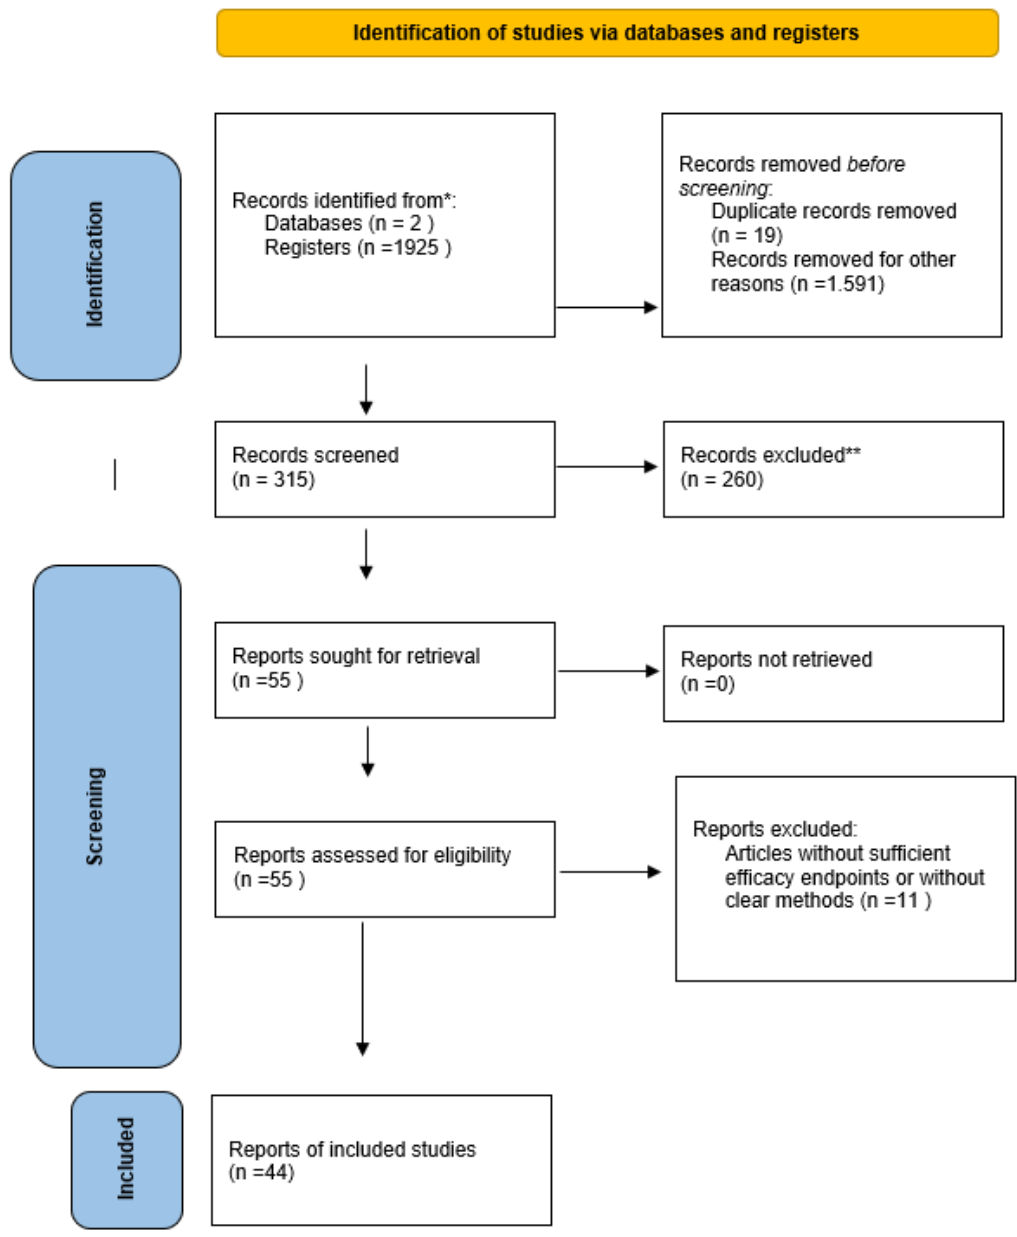 Identification of studies via databases and registers
Identification
Records identified from*:
Databases (n = 2 )
Registers (n =1925 )
Records removed before
screening:
Duplicate records removed
(n = 19)
Records removed for other
reasons (n =1.591)
Records screened
(n = 315)
Records excluded**
(n = 260)
Screening
Reports sought for retrieval
(n =55 )
Reports not retrieved
(n =0)
Reports assessed for eligibility
(n =55 )
Reports excluded:
Articles without sufficient
efficacy endpoints or without
clear methods (n =11 )
Included
Reports of included studies
(n =44)